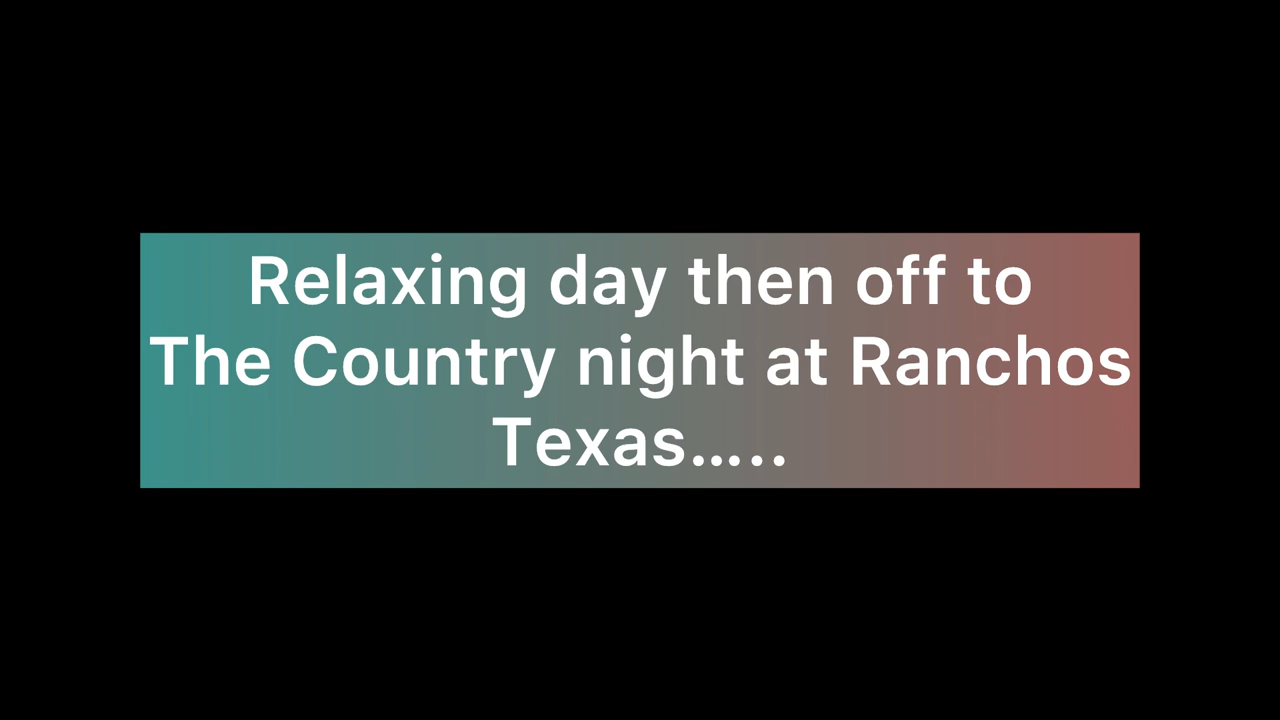 Relaxing day then off to
The Country night at Ranchos
Texas.....